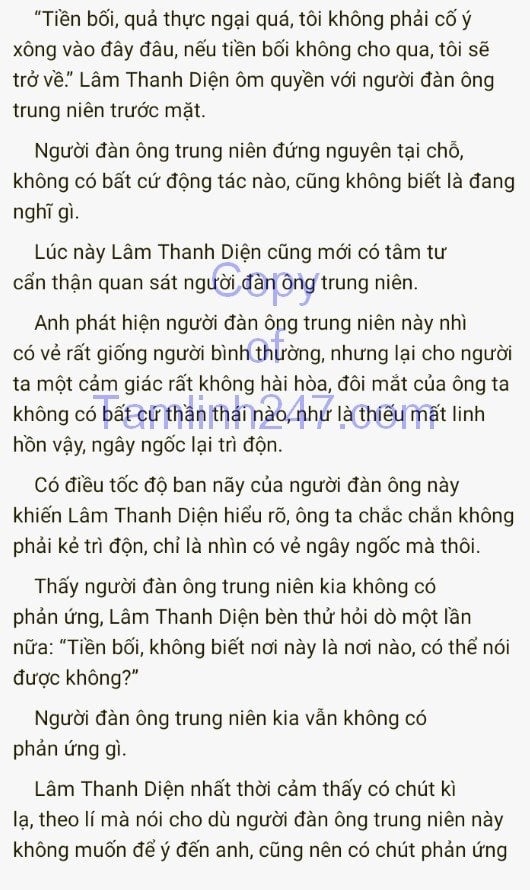 “Tiền bối, quả thực ngại quá, tôi không phải cố ý
xông vào đây đâu, nếu tiền bối không cho qua, tôi sẽ
trở về.” Lâm Thanh Diện ôm quyền với người đàn ông
trung niên trước mặt.
Người đàn ông trung niên đứng nguyên tại chỗ,
không có bất cứ động tác nào, cũng không biết là đang
nghĩ gì.
Lúc này Lâm Thanh Diện cũng mới có tâm tư
cẩn thận quan sát người đàn ông trung niên.
Copy
Anh phát hiện người đàn ông trung niên này nhì
có vẻ rất giống người bình thường, nhưng lại cho người
of
ta một cảm giác rất không hài hòa, đôi mắt của ông ta
không có bất cứ thần thái nào, như là thiếu mất linh
Tamlinh247.com
hồn vậy, ngây ngốc lại trì độn.
Có điều tốc độ ban nãy của người đàn ông này
khiến Lâm Thanh Diện hiểu rõ, ông ta chắc chắn không
phải kẻ trì độn, chỉ là nhìn có vẻ ngây ngốc mà thôi.
Thấy người đàn ông trung niên kia không có
phản ứng, Lâm Thanh Diện bèn thử hỏi dò một lần
nữa: “Tiền bối, không biết nơi này là nơi nào, có thể nói
được không?”
Người đàn ông trung niên kia vẫn không có
phản ứng gì.
Lâm Thanh Diện nhất thời cảm thấy có chút kì
lạ, theo lí mà nói cho dù người đàn ông trung niên này
không muốn để ý đến anh, cũng nên có chút phản ứng